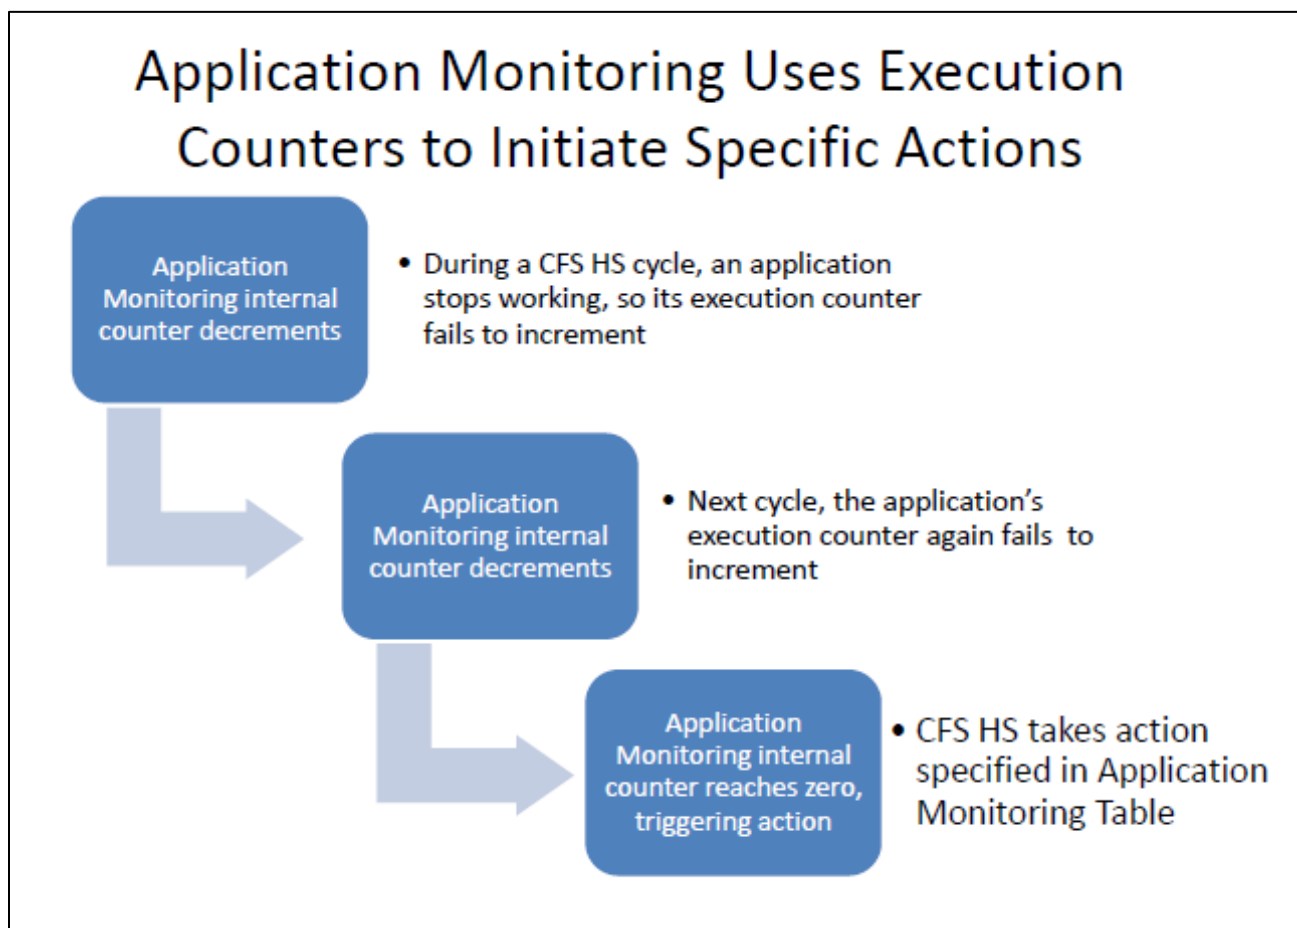 Application Monitoring Uses Execution
Counters to Initiate Specific Actions
Application
Monitoring internal
counter decrements
• During a CFS HS cycle, an application
stops working, so its execution counter
fails to increment
Application
Monitoring internal
counter decrements
• Next cycle, the application’s
execution counter again fails to
increment
Application
Monitoring internal
counter reaches zero,
triggering action
• CFS HS takes action
specified in Application
Monitoring Table